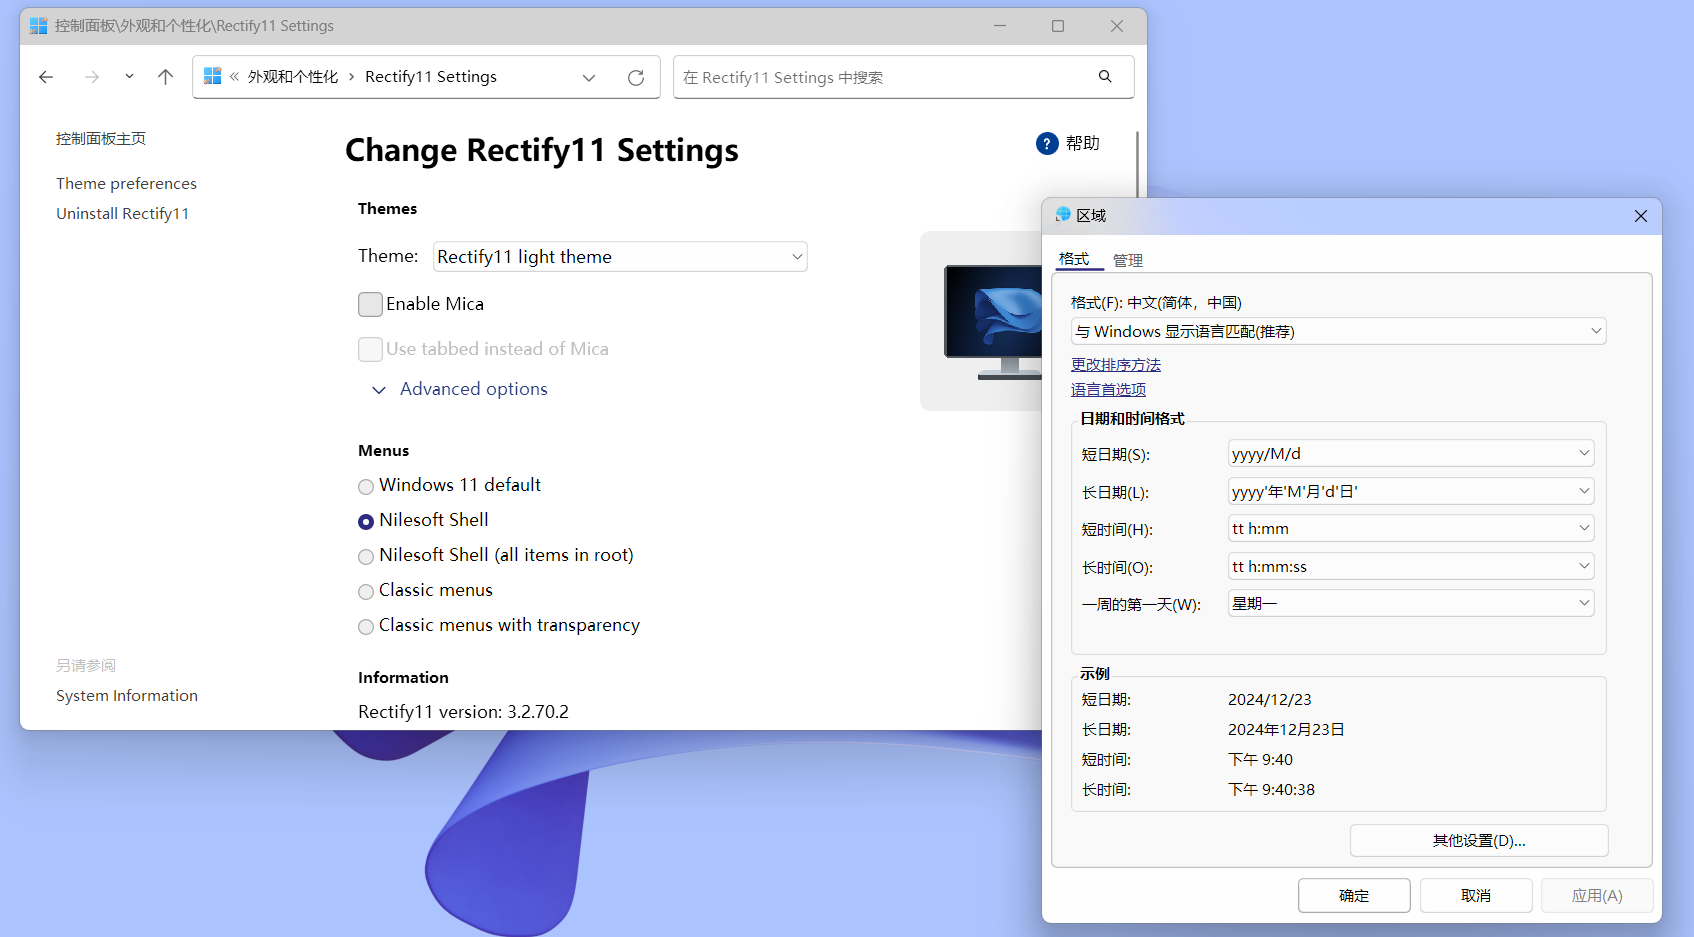 控制面板\外观和个性化\Rectify11 Settings
« 外观和个性化 › Rectify11 Settings
在 Rectify11 Settings 中搜索
控制面板主页
Theme preferences
Uninstall Rectify11
另请参阅
System Information
Change Rectify11 Settings
? 帮助
Themes
Theme: Rectify11 light theme
Enable Mica
Use tabbed instead of Mica
Advanced options
Menus
Windows 11 default
Nilesoft Shell
Nilesoft Shell (all items in root)
Classic menus
Classic menus with transparency
Information
Rectify11 version: 3.2.70.2
区域
格式 管理
格式(F): 中文(简体，中国)
与 Windows 显示语言匹配(推荐)
更改排序方法
语言首选项
日期和时间格式
短日期(S): yyyy/M/d
长日期(L): yyyy'年'M'月'd'日'
短时间(H): tt h:mm
长时间(O): tt h:mm:ss
一周的第一天(W): 星期一
示例
短日期: 2024/12/23
长日期: 2024年12月23日
短时间: 下午 9:40
长时间: 下午 9:40:38
其他设置(D)...
确定 取消 应用(A)